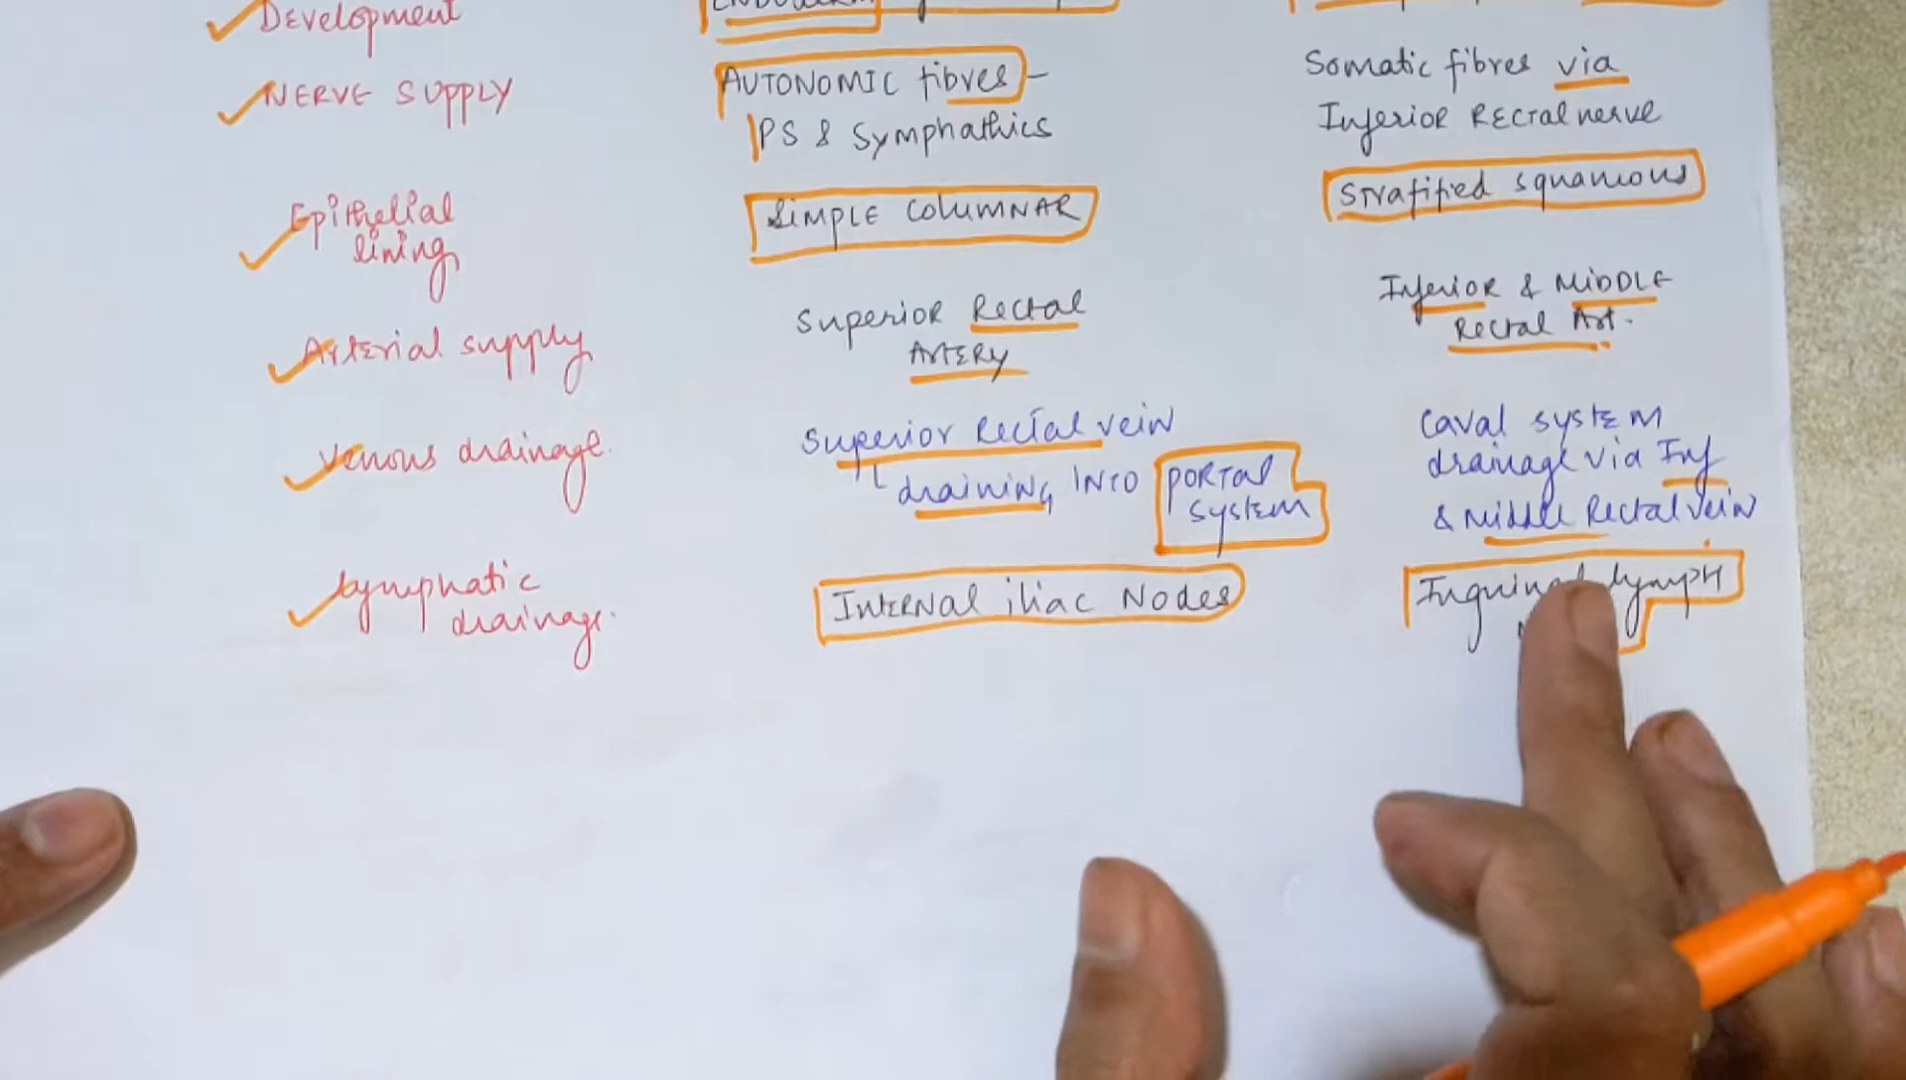 Development
NERVE SUPPLY
AUTONOMIC fibres -
PS & Symphathics
Somatic fibres via
Inferior Rectal nerve
Epithelial
lining
SIMPLE COLUMNAR
Stratified squamous
Arterial supply
Superior Rectal
Artery
Inferior & Middle
Rectal Art.
Venous drainage.
Superior Rectal vein
draining INTO PORTAL
system
Caval system
drainage via Inf
& Middle Rectal vein
Lymphatic
drainage.
Internal iliac Nodes
lymph